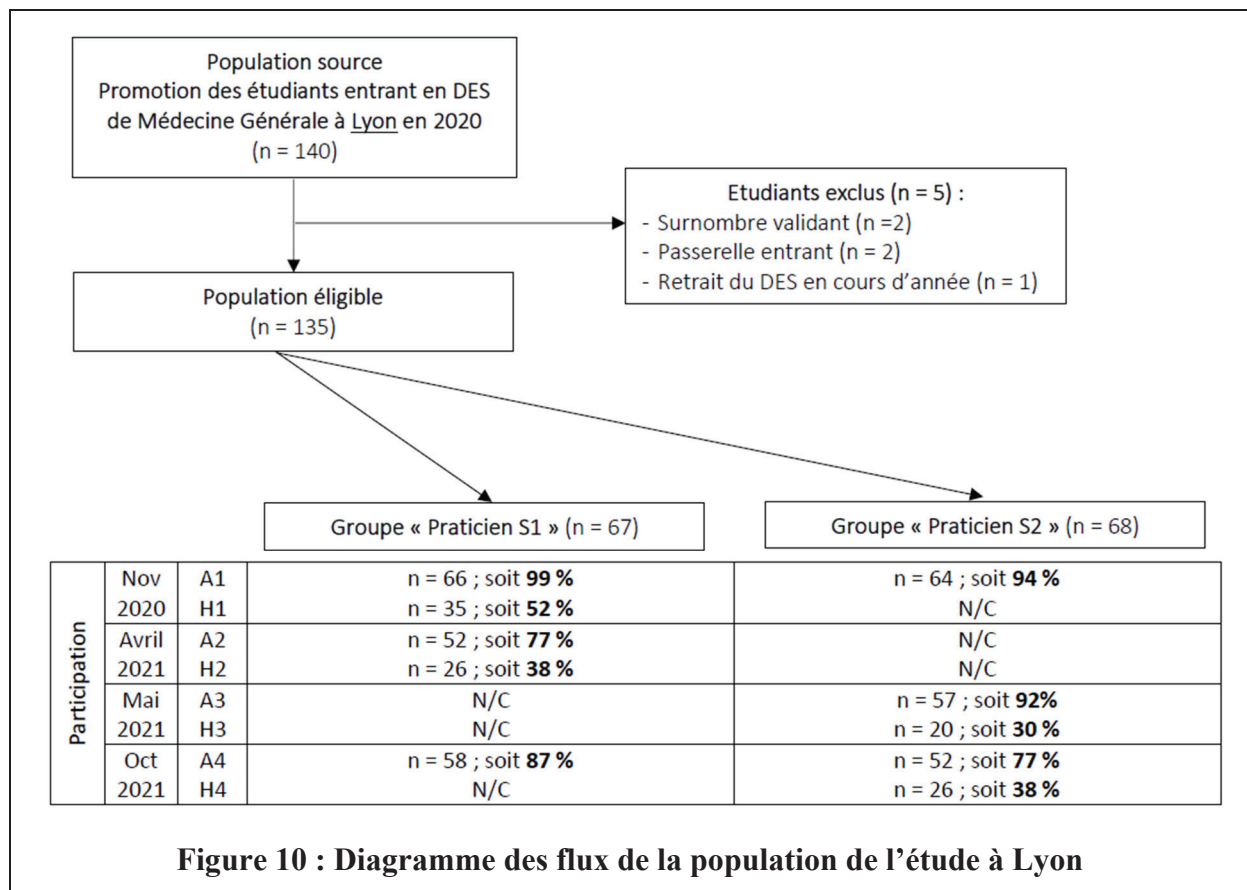 Population source
Promotion des étudiants entrant en DES
de Médecine Générale à Lyon en 2020
(n = 140)
Etudiants exclus (n = 5) :
- Surnombre validant (n =2)
- Passerelle entrant (n = 2)
- Retrait du DES en cours d'année (n = 1)
Population éligible
(n = 135)
Groupe « Praticien S1 » (n = 67)
Groupe « Praticien S2 » (n = 68)
Participation
Nov A1 n = 66 ; soit 99 % n = 64 ; soit 94 %
2020 H1 n = 35 ; soit 52 % N/C
Avril A2 n = 52 ; soit 77 % N/C
2021 H2 n = 26 ; soit 38 % N/C
Mai A3 N/C n = 57 ; soit 92%
2021 H3 N/C n = 20 ; soit 30 %
Oct A4 n = 58 ; soit 87 % n = 52 ; soit 77 %
2021 H4 N/C n = 26 ; soit 38 %
Figure 10 : Diagramme des flux de la population de l'étude à Lyon